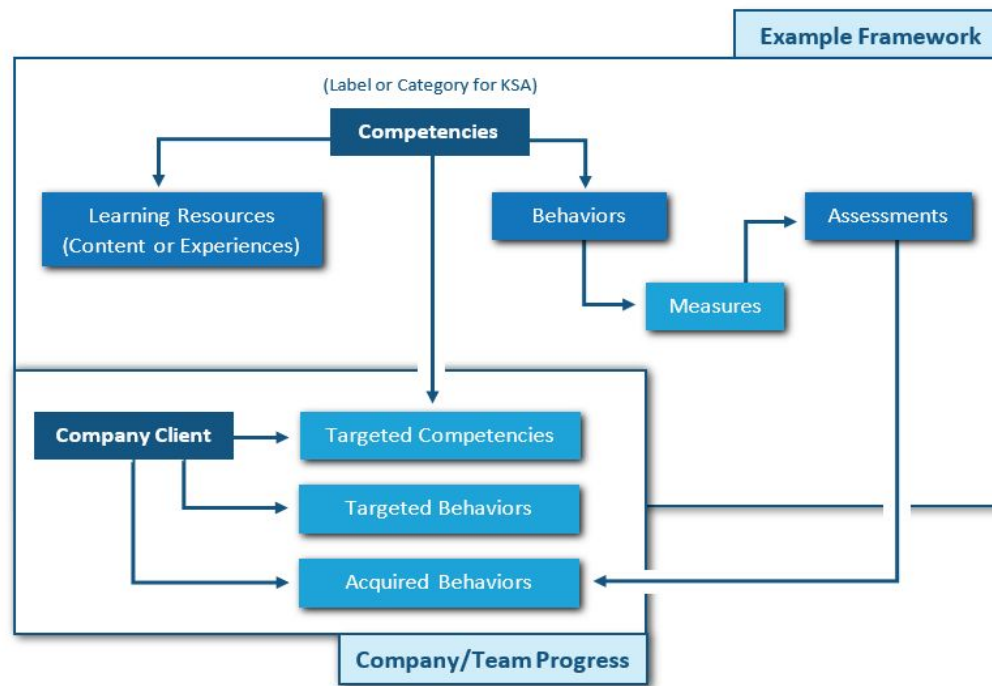 Example Framework
(Label or Category for KSA)
Competencies
Learning Resources
(Content or Experiences)
Behaviors
Assessments
Measures
Company Client
Targeted Competencies
Targeted Behaviors
Acquired Behaviors
Company/Team Progress